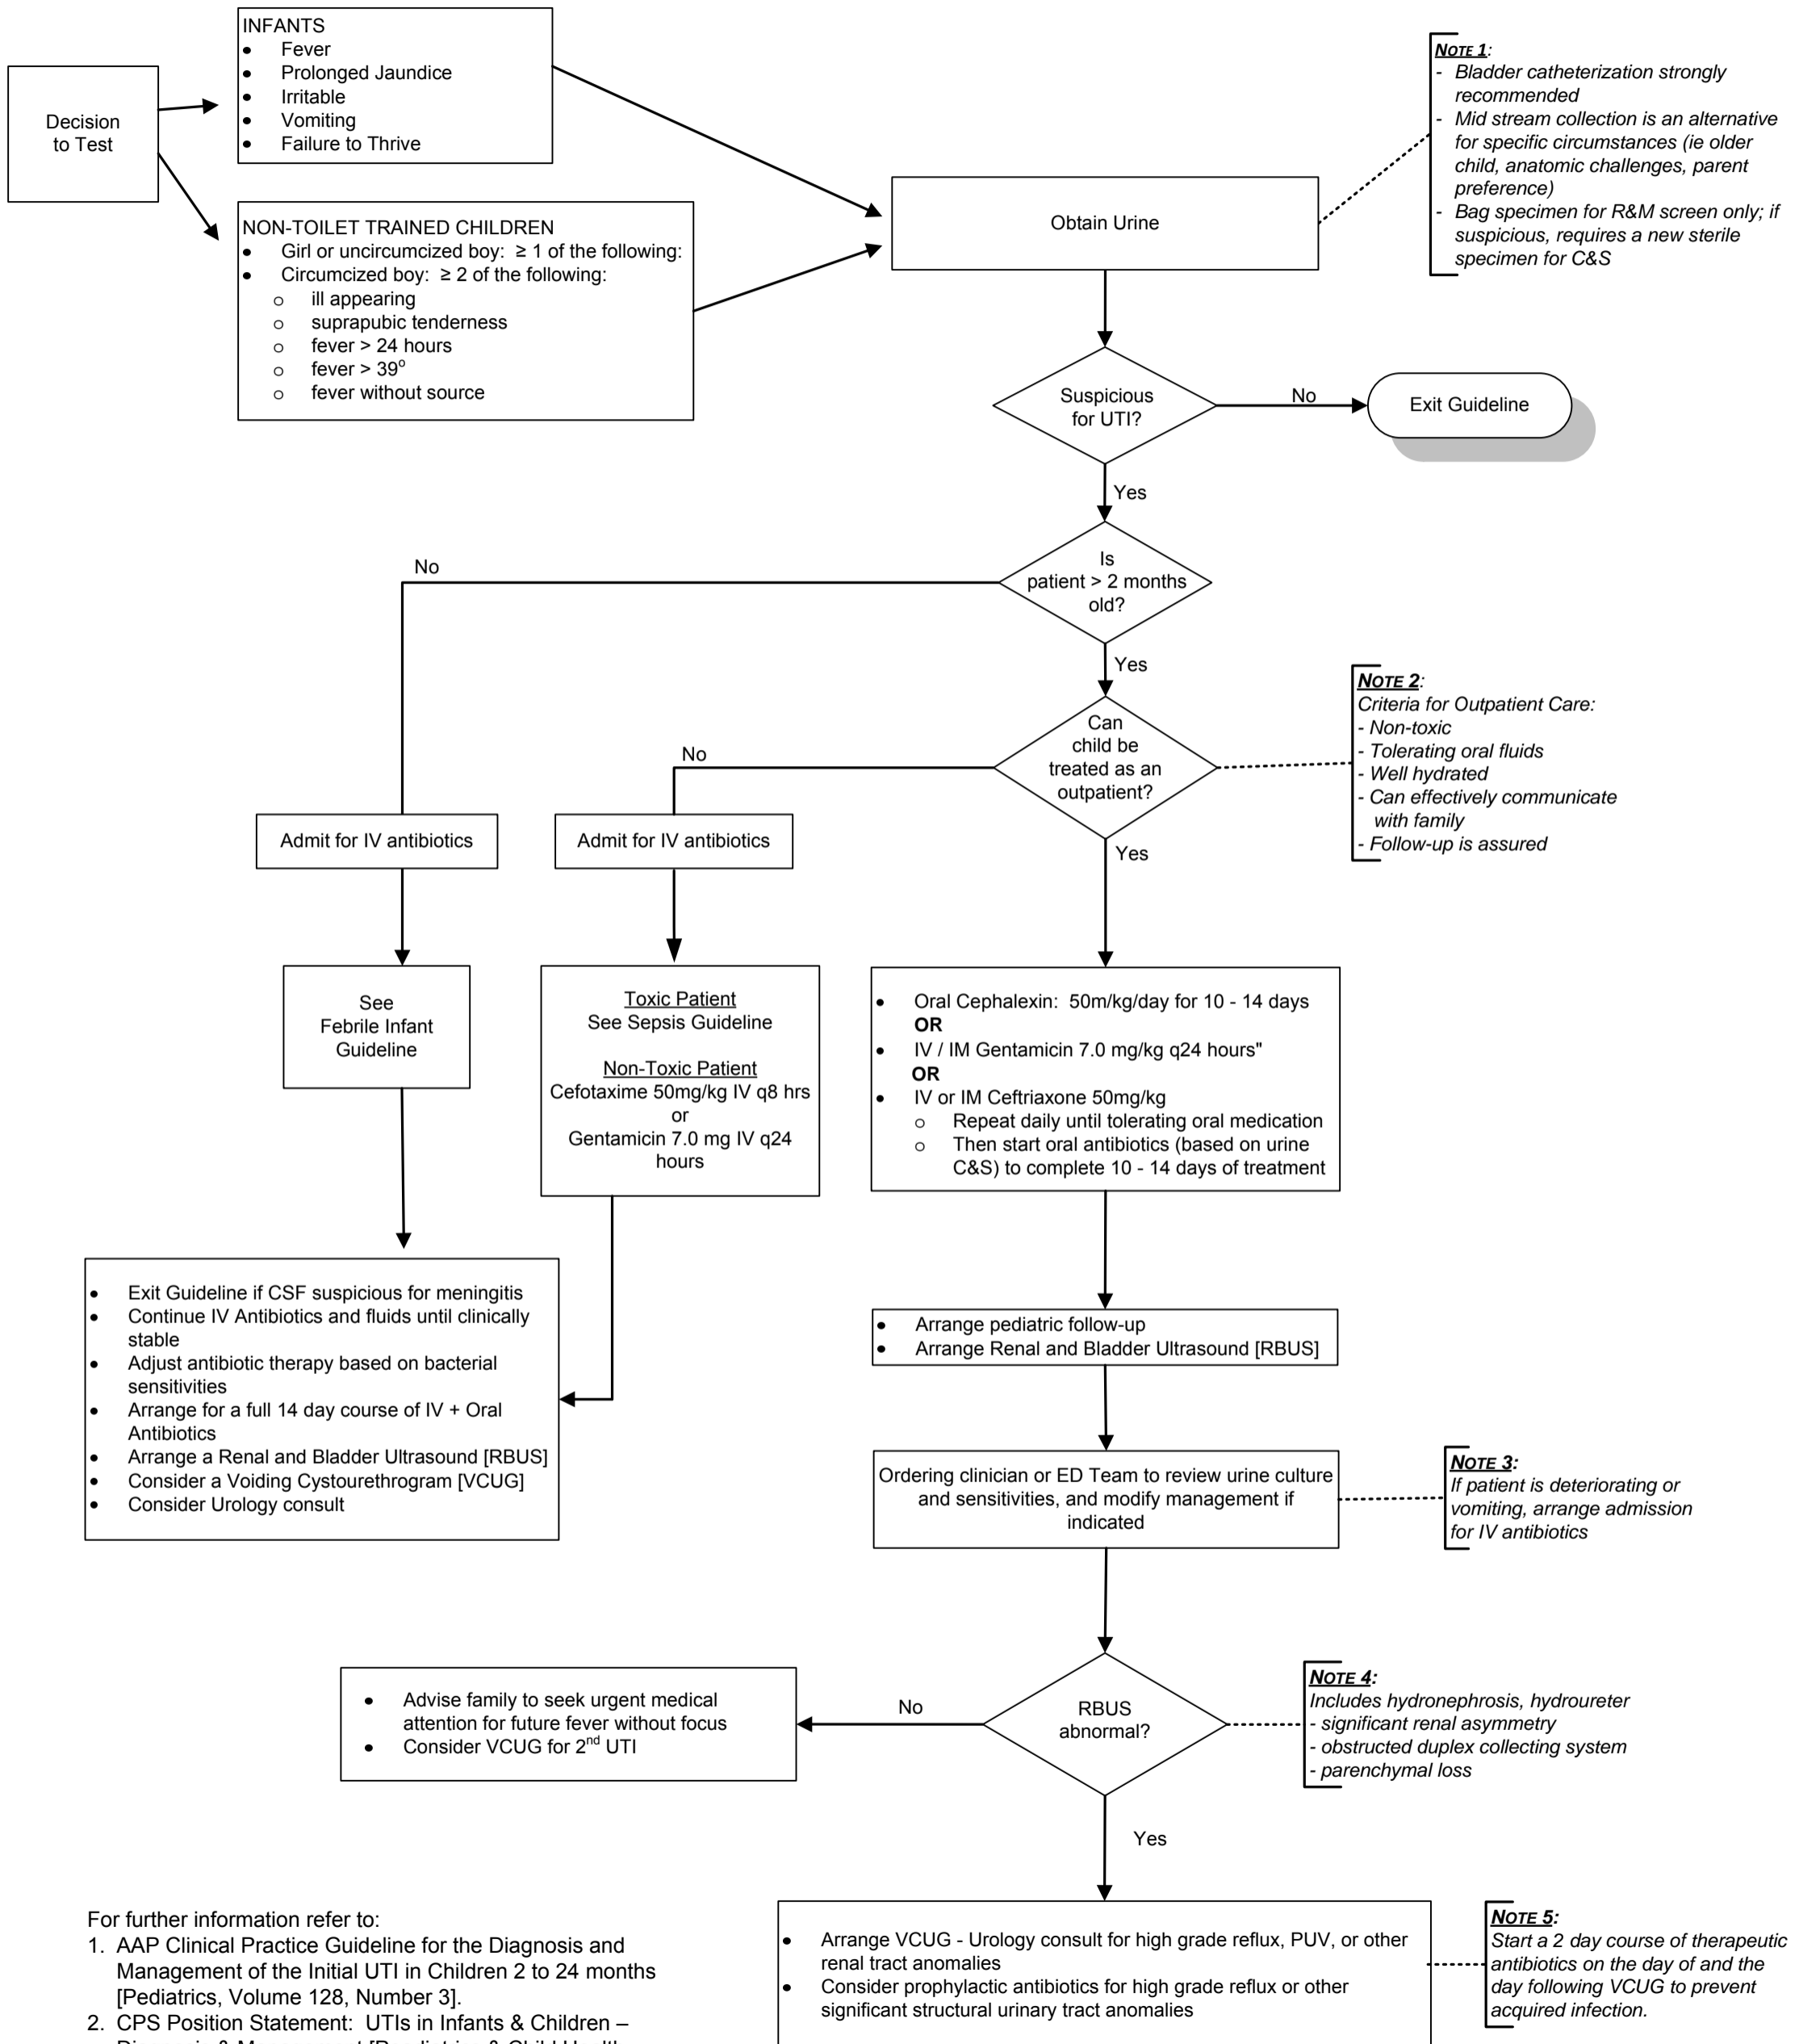 Decision
to Test
INFANTS
• Fever
• Prolonged Jaundice
• Irritable
• Vomiting
• Failure to Thrive
NON-TOILET TRAINED CHILDREN
• Girl or uncircumcized boy: ≥ 1 of the following:
• Circumcized boy: ≥ 2 of the following:
o ill appearing
o suprapubic tenderness
o fever > 24 hours
o fever > 39°
o fever without source
Obtain Urine
NOTE 1:
- Bladder catheterization strongly
recommended
- Mid stream collection is an alternative
for specific circumstances (ie older
child, anatomic challenges, parent
preference)
- Bag specimen for R&M screen only; if
suspicious, requires a new sterile
specimen for C&S
Suspicious
for UTI?
No
Exit Guideline
Yes
Is
patient > 2 months
old?
No
Yes
Can
child be
treated as an
outpatient?
No
Yes
NOTE 2:
Criteria for Outpatient Care:
- Non-toxic
- Tolerating oral fluids
- Well hydrated
- Can effectively communicate
with family
- Follow-up is assured
Admit for IV antibiotics
Admit for IV antibiotics
See
Febrile Infant
Guideline
Toxic Patient
See Sepsis Guideline
Non-Toxic Patient
Cefotaxime 50mg/kg IV q8 hrs
or
Gentamicin 7.0 mg IV q24
hours
• Oral Cephalexin: 50m/kg/day for 10 - 14 days
OR
• IV / IM Gentamicin 7.0 mg/kg q24 hours"
OR
• IV or IM Ceftriaxone 50mg/kg
o Repeat daily until tolerating oral medication
o Then start oral antibiotics (based on urine
C&S) to complete 10 - 14 days of treatment
• Exit Guideline if CSF suspicious for meningitis
• Continue IV Antibiotics and fluids until clinically
stable
• Adjust antibiotic therapy based on bacterial
sensitivities
• Arrange for a full 14 day course of IV + Oral
Antibiotics
• Arrange a Renal and Bladder Ultrasound [RBUS]
• Consider a Voiding Cystourethrogram [VCUG]
• Consider Urology consult
• Arrange pediatric follow-up
• Arrange Renal and Bladder Ultrasound [RBUS]
Ordering clinician or ED Team to review urine culture
and sensitivities, and modify management if
indicated
NOTE 3:
If patient is deteriorating or
vomiting, arrange admission
for IV antibiotics
RBUS
abnormal?
No
Yes
• Advise family to seek urgent medical
attention for future fever without focus
• Consider VCUG for 2nd UTI
NOTE 4:
Includes hydronephrosis, hydroureter
- significant renal asymmetry
- obstructed duplex collecting system
- parenchymal loss
• Arrange VCUG - Urology consult for high grade reflux, PUV, or other
renal tract anomalies
• Consider prophylactic antibiotics for high grade reflux or other
significant structural urinary tract anomalies
NOTE 5:
Start a 2 day course of therapeutic
antibiotics on the day of and the
day following VCUG to prevent
acquired infection.
For further information refer to:
1. AAP Clinical Practice Guideline for the Diagnosis and
Management of the Initial UTI in Children 2 to 24 months
[Pediatrics, Volume 128, Number 3].
2. CPS Position Statement: UTIs in Infants & Children –